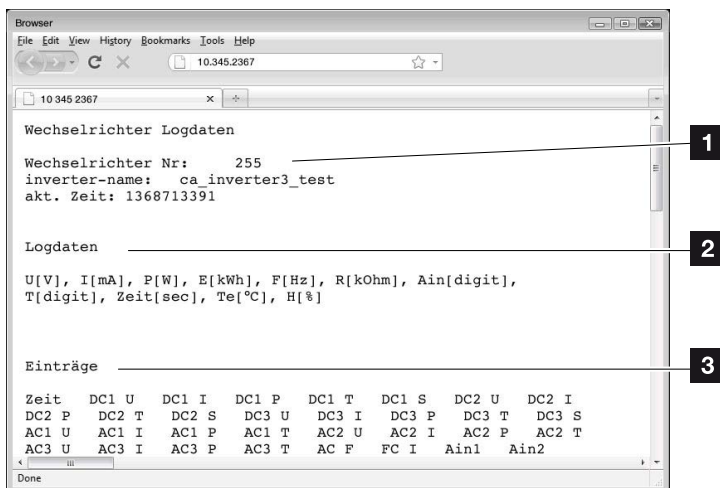 Browser
File Edit View History Bookmarks Tools Help
10.345.2367
10 345 2367
Wechselrichter Logdaten
Wechselrichter Nr: 255
inverter-name: ca_inverter3_test
akt. Zeit: 1368713391
1
Logdaten
2
U[V], I[mA], P[W], E[kWh], F[Hz], R[kOhm], Ain[digit],
T[digit], Zeit[sec], Te[°C], H[%]
Einträge
3
Zeit DC1 U DC1 I DC1 P DC1 T DC1 S DC2 U DC2 I
DC2 P DC2 T DC2 S DC3 U DC3 I DC3 P DC3 T DC3 S
AC1 U AC1 I AC1 P AC1 T AC2 U AC2 I AC2 P AC2 T
AC3 U AC3 I AC3 P AC3 T AC F FC I Ain1 Ain2
Done